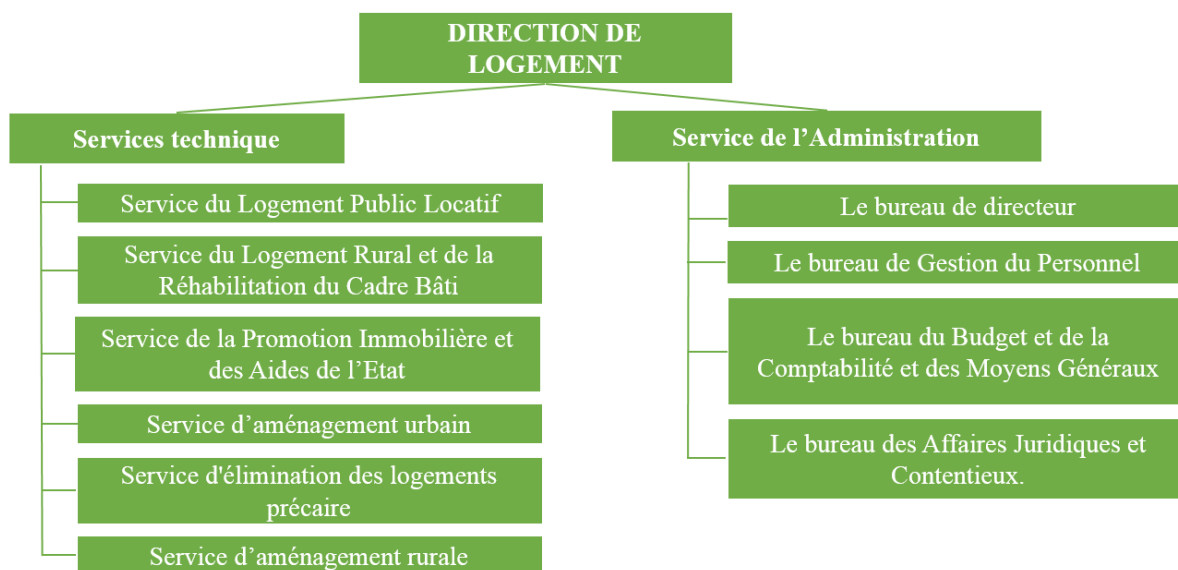 DIRECTION DE
LOGEMENT
Services technique
Service du Logement Public Locatif
Service du Logement Rural et de la
Réhabilitation du Cadre Bâti
Service de la Promotion Immobilière et
des Aides de l’Etat
Service d’aménagement urbain
Service d'élimination des logements
précaire
Service d’aménagement rurale
Service de l’Administration
Le bureau de directeur
Le bureau de Gestion du Personnel
Le bureau du Budget et de la
Comptabilité et des Moyens Généraux
Le bureau des Affaires Juridiques et
Contentieux.